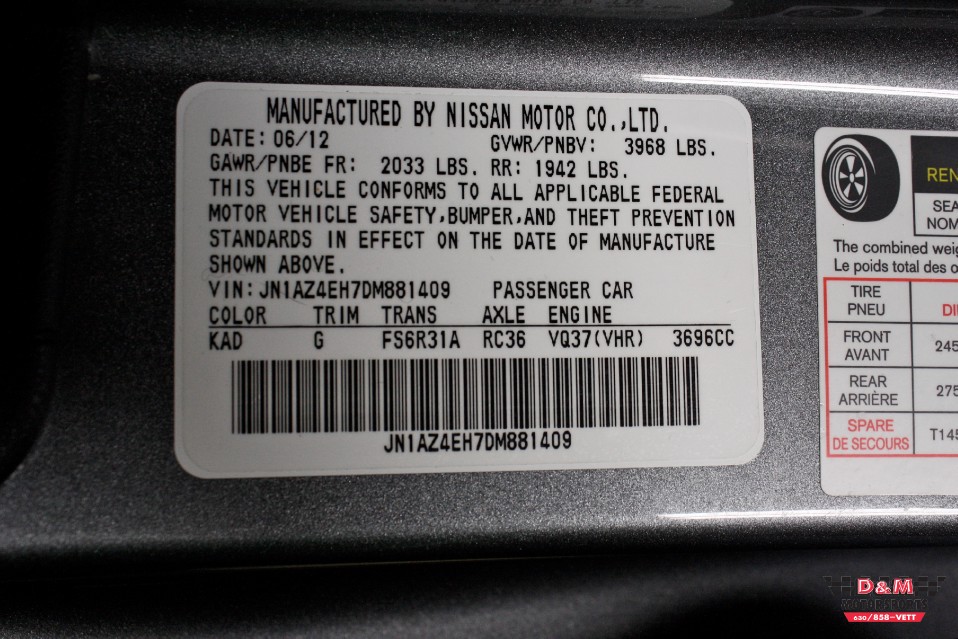 MANUFACTURED BY NISSAN MOTOR CO.,LTD.
DATE: 06/12 GVWR/PNBV: 3968 LBS.
GAWR/PNBE FR: 2033 LBS. RR: 1942 LBS.
THIS VEHICLE CONFORMS TO ALL APPLICABLE FEDERAL
MOTOR VEHICLE SAFETY,BUMPER,AND THEFT PREVENTION
STANDARDS IN EFFECT ON THE DATE OF MANUFACTURE
SHOWN ABOVE.
VIN: JN1AZ4EH7DM881409 PASSENGER CAR
COLOR TRIM TRANS AXLE ENGINE
KAD G FS6R31A RC36 VQ37(VHR) 3696CC
JN1AZ4EH7DM881409
The combined
Le poids total des
TIRE
PNEU
FRONT
AVANT
245
REAR
ARRIÈRE
275
SPARE
DE SECOURS
T145
D&M
MOTORSPORTS
630/858-VETT